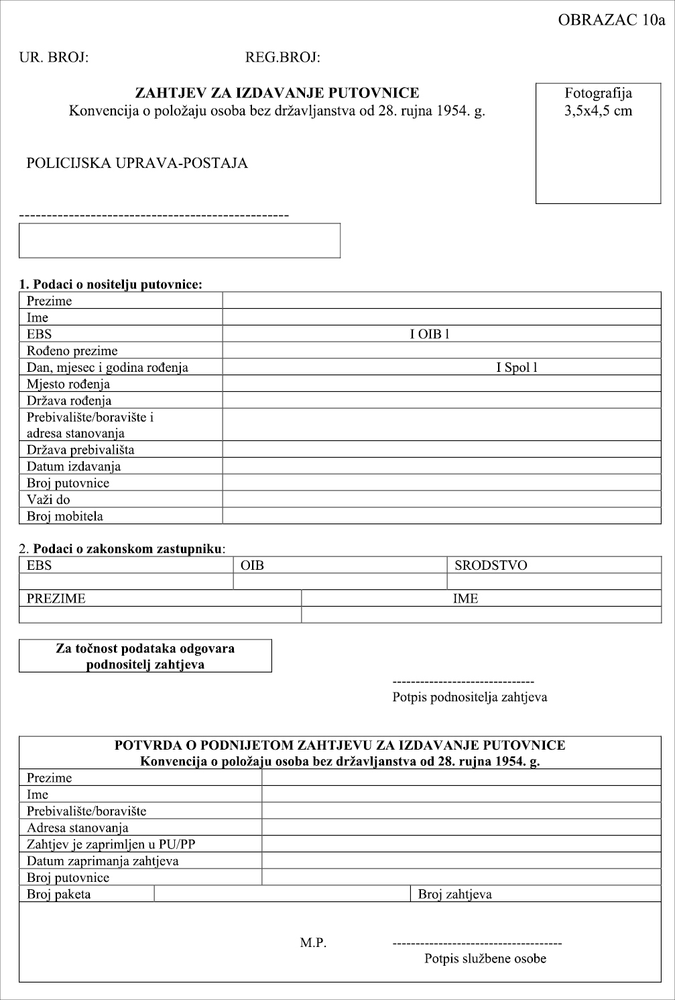 OBRAZAC 10a
UR. BROJ: REG.BROJ:
ZAHTJEV ZA IZDAVANJE PUTOVNICE
Konvencija o položaju osoba bez državljanstva od 28. rujna 1954. g.
Fotografija
3,5x4,5 cm
POLICIJSKA UPRAVA-POSTAJA
-------------------------------------------------
1. Podaci o nositelju putovnice:
Prezime
Ime
EBS I OIB l
Rođeno prezime
Dan, mjesec i godina rođenja I Spol l
Mjesto rođenja
Država rođenja
Prebivalište/boravište i
adresa stanovanja
Država prebivališta
Datum izdavanja
Broj putovnice
Važi do
Broj mobitela
2. Podaci o zakonskom zastupniku:
EBS OIB SRODSTVO
PREZIME IME
Za točnost podataka odgovara
podnositelj zahtjeva
-------------------------------
Potpis podnositelja zahtjeva
POTVRDA O PODNIJETOM ZAHTJEVU ZA IZDAVANJE PUTOVNICE
Konvencija o položaju osoba bez državljanstva od 28. rujna 1954. g.
Prezime
Ime
Prebivalište/boravište
Adresa stanovanja
Zahtjev je zaprimljen u PU/PP
Datum zaprimanja zahtjeva
Broj putovnice
Broj paketa Broj zahtjeva
M.P. -------------------------------------
Potpis službene osobe